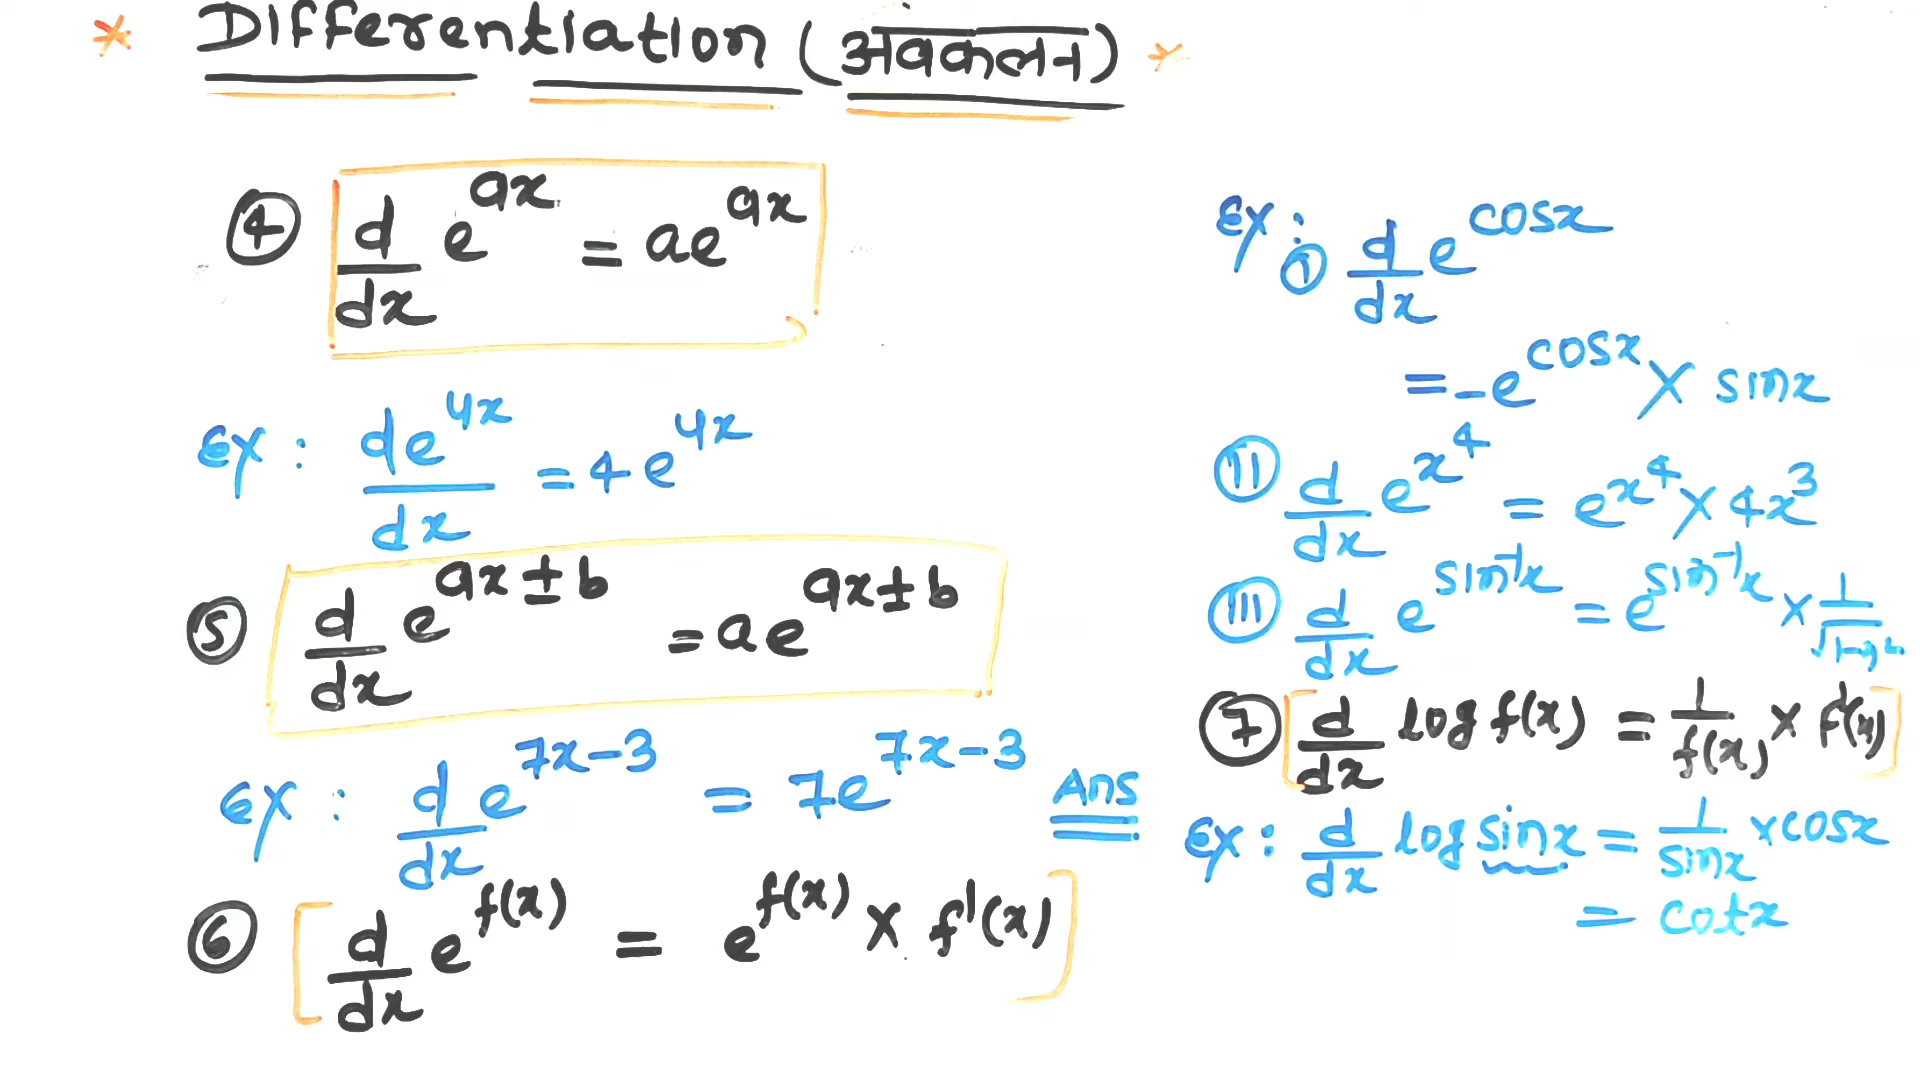 * Differentiation (अवकलन) *
④ d/dx e^(ax) = ae^(ax)
Ex : de^(4x)/dx = 4e^(4x)
⑤ d/dx e^(ax±b) = ae^(ax±b)
Ex : d/dx e^(7x-3) = 7e^(7x-3) Ans
⑥ [d/dx e^(f(x)) = e^(f(x)) × f'(x)]
Ex : ① d/dx e^(cosx)
= -e^(cosx) × sinx
(II) d/dx e^(x^4) = e^(x^4) × 4x^3
(III) d/dx e^(sin^-1x) = e^(sin^-1x) × 1/√(1-x^2)
⑦ [d/dx log f(x) = 1/f(x) × f'(x)]
Ex : d/dx log sinx = 1/sinx × cosx
= cotx